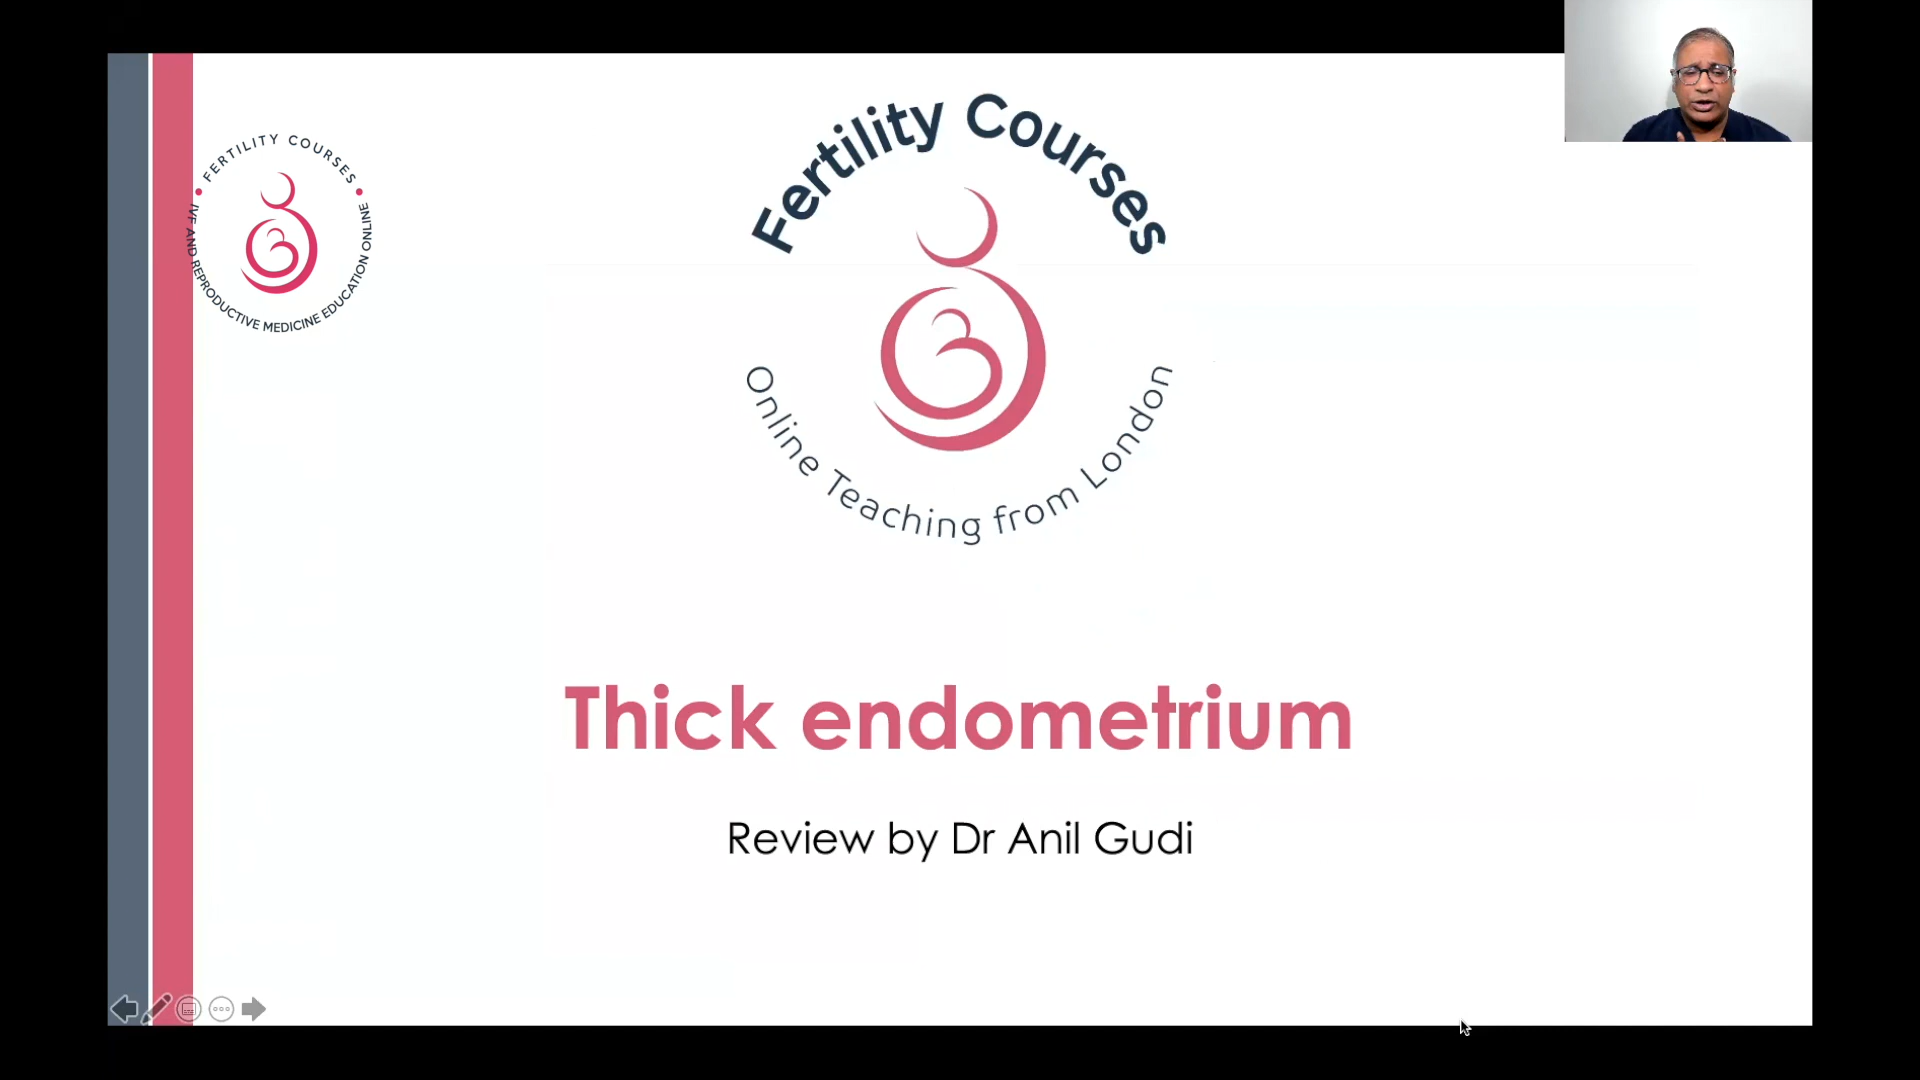 • FERTILITY COURSES •
IVF AND REPRODUCTIVE MEDICINE EDUCATION ONLINE
Fertility Courses
Online Teaching from London
Thick endometrium
Review by Dr Anil Gudi